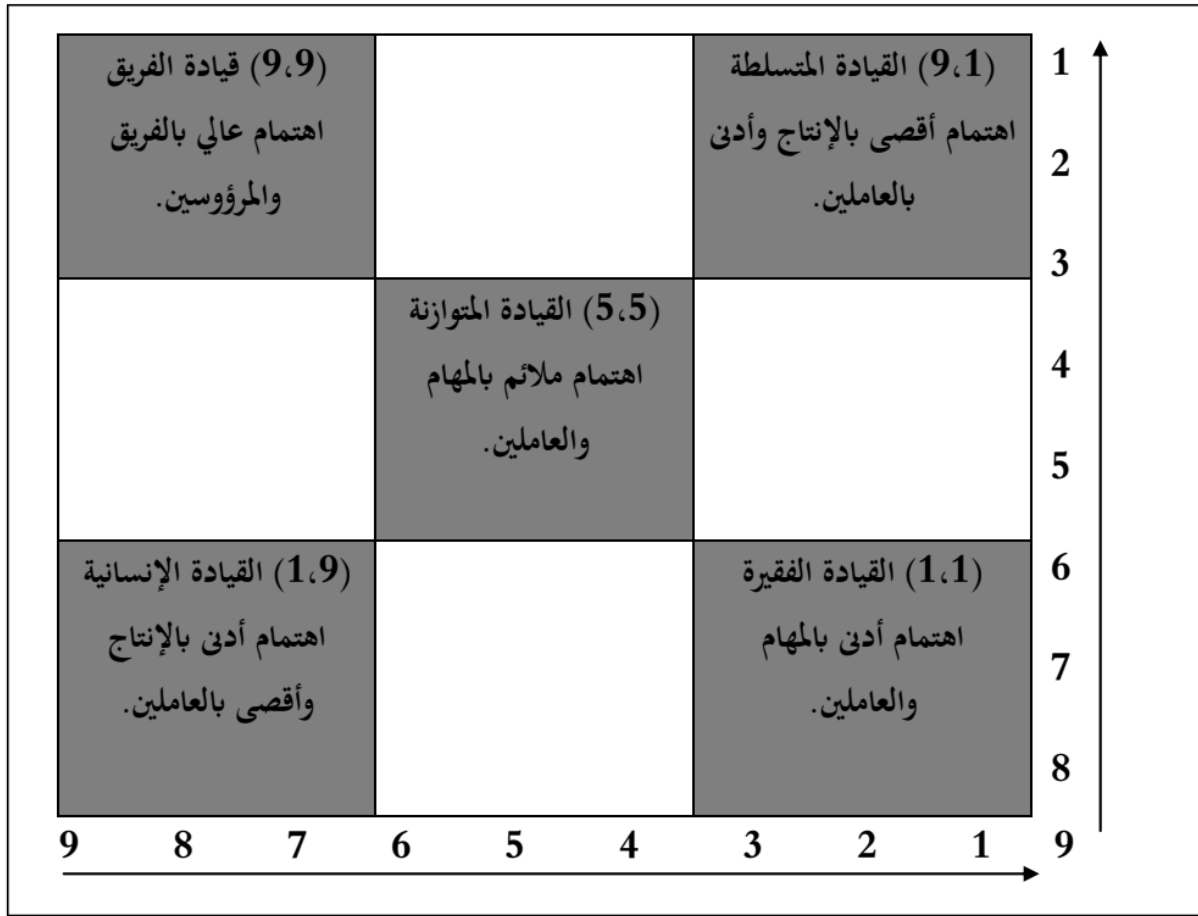 (9،1) القيادة المتسلطة
اهتمام أقصى بالإنتاج وأدنى
بالعاملين.
(9،9) قيادة الفريق
اهتمام عالي بالفريق
والمرؤوسين.
(5،5) القيادة المتوازنة
اهتمام ملائم بالمهام
والعاملين.
(1،1) القيادة الفقيرة
اهتمام أدنى بالمهام
والعاملين.
(1،9) القيادة الإنسانية
اهتمام أدنى بالإنتاج
وأقصى بالعاملين.
1
2
3
4
5
6
7
8
9
9 8 7 6 5 4 3 2 1